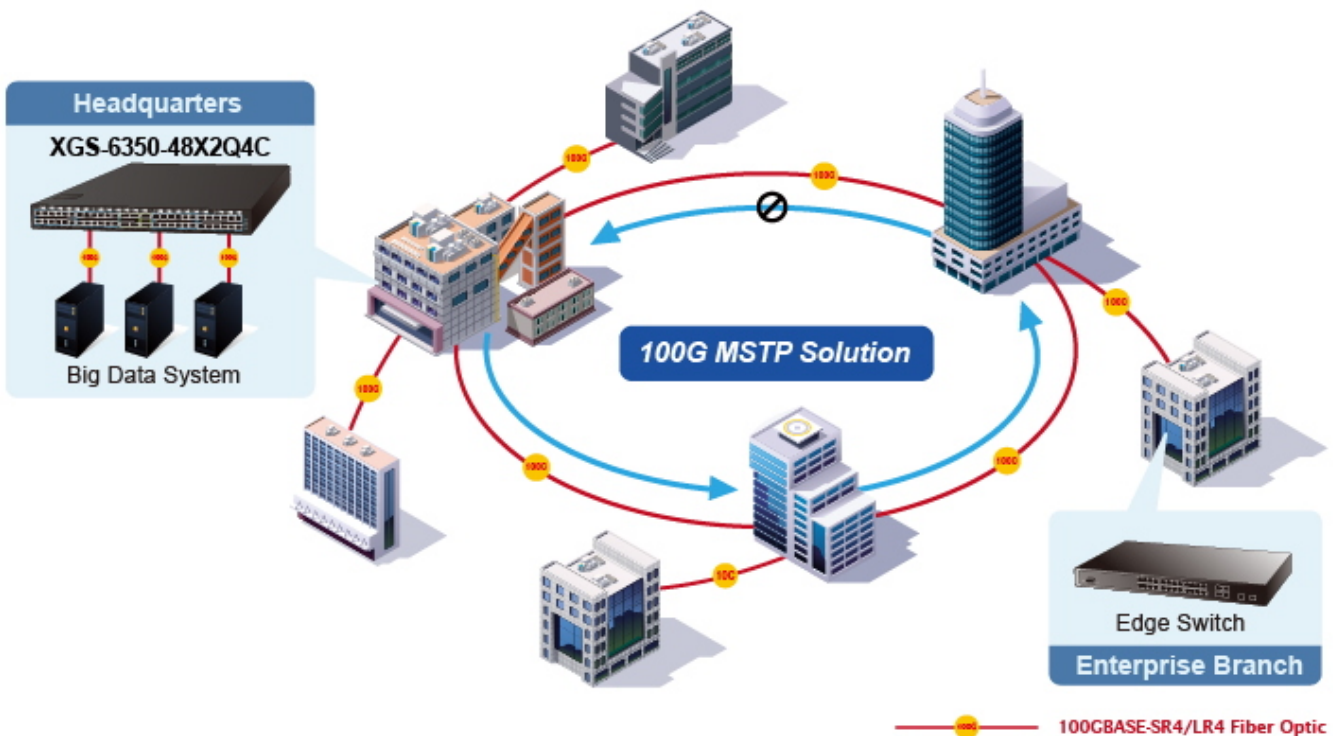 Headquarters
XGS-6350-48X2Q4C
100G
100G
100G
Big Data System
100G
100G
100G
100G
100G
100G
10G
100G MSTP Solution
Edge Switch
Enterprise Branch
100G
100GBASE-SR4/LR4 Fiber Optic